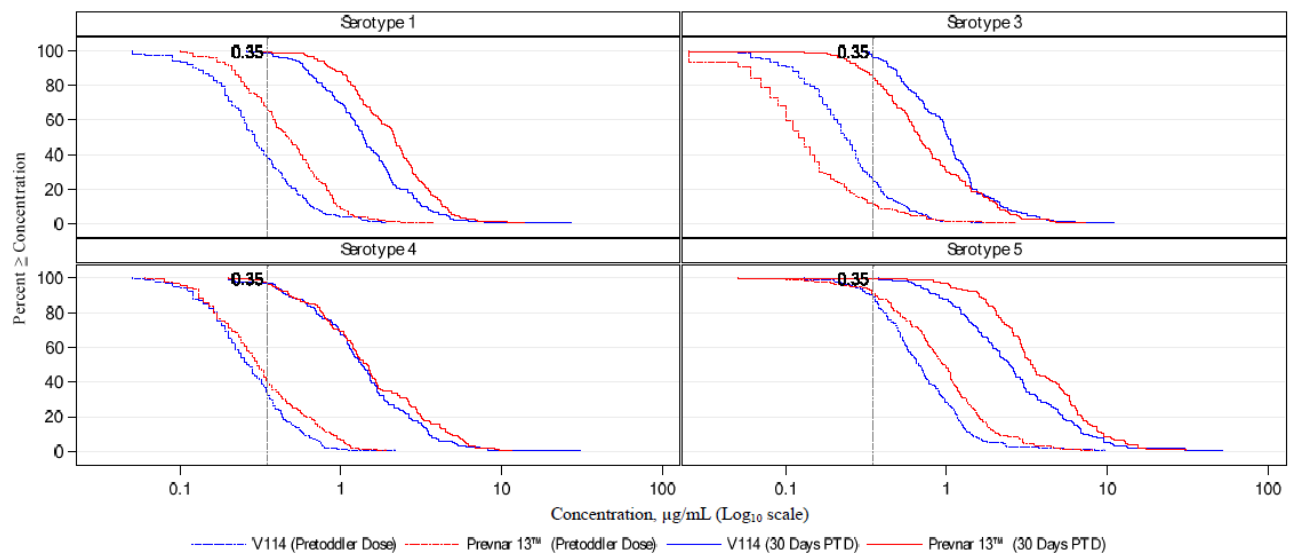 Serotype 1
Serotype 3
0.35
0.35
100
80
60
40
20
0
Serotype 4
Serotype 5
0.35
0.35
100
80
60
40
20
0
Percent ≥ Concentration
0.1 1 10 100
0.1 1 10 100
Concentration, µg/mL (Log₁₀ scale)
V114 (Pretoddler Dose) Prevnar 13™ (Pretoddler Dose) V114 (30 Days PTD) Prevnar 13™ (30 Days PTD)